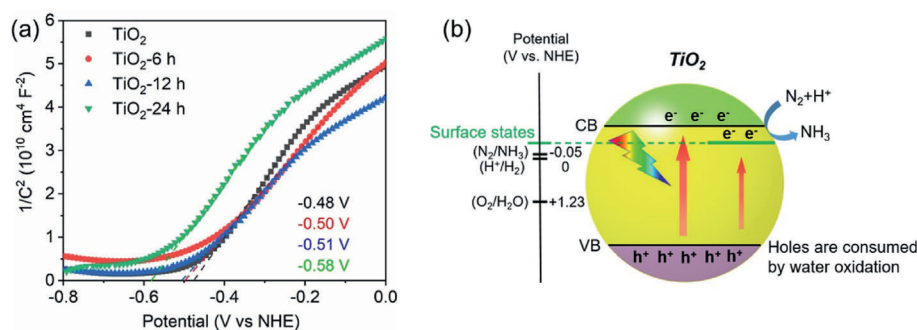 (a)
TiO₂
TiO₂-6 h
TiO₂-12 h
TiO₂-24 h
-0.48 V
-0.50 V
-0.51 V
-0.58 V
1/C² (10¹⁰ cm⁴ F⁻²)
6
5
4
3
2
1
0
-0.8
-0.6
-0.4
-0.2
0.0
Potential (V vs NHE)
(b)
Potential
(V vs. NHE)
TiO₂
N₂+H⁺
NH₃
CB
e⁻ e⁻ e⁻
e⁻ e⁻
Surface states
(N₂/NH₃) -0.05
(H⁺/H₂) 0
(O₂/H₂O) +1.23
VB
h⁺ h⁺ h⁺ h⁺ h⁺
Holes are consumed
by water oxidation